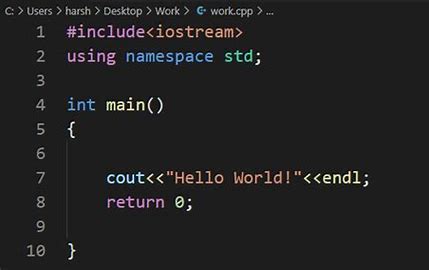 C: > Users > harsh > Desktop > Work > work.cpp > ...
1 #include<iostream>
2 using namespace std;
3
4 int main()
5 {
6
7 cout<<"Hello World!"<<endl;
8 return 0;
9
10 }